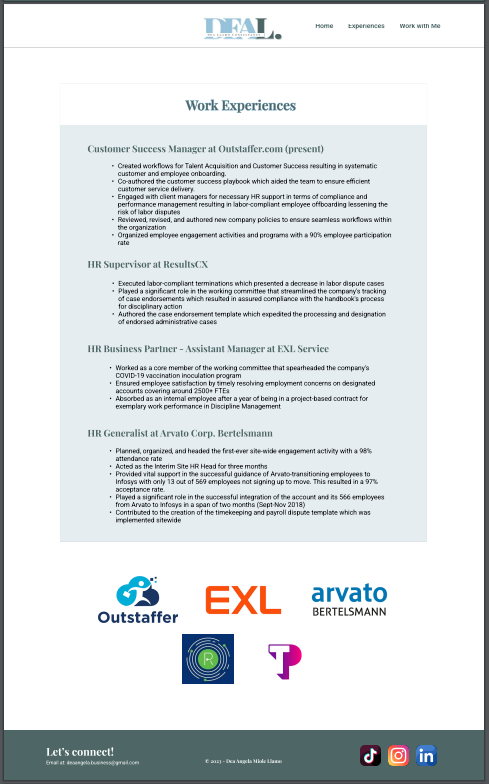 DEAL.
DEA LLAMO CONSULTANCY
Home Experiences Work with Me
Work Experiences
Customer Success Manager at Outstaffer.com (present)
• Created workflows for Talent Acquisition and Customer Success resulting in systematic
customer and employee onboarding.
• Co-authored the customer success playbook which aided the team to ensure efficient
customer service delivery.
• Engaged with client managers for necessary HR support in terms of compliance and
performance management resulting in labor-compliant employee offboarding lessening the
risk of labor disputes
• Reviewed, revised, and authored new company policies to ensure seamless workflows within
the organization
• Organized employee engagement activities and programs with a 90% employee participation
rate
HR Supervisor at ResultsCX
• Executed labor-compliant terminations which presented a decrease in labor dispute cases
• Played a significant role in the working committee that streamlined the company's tracking
of case endorsements which resulted in assured compliance with the handbook's process
for disciplinary action
• Authored the case endorsement template which expedited the processing and designation
of endorsed administrative cases
HR Business Partner - Assistant Manager at EXL Service
• Worked as a core member of the working committee that spearheaded the company's
COVID-19 vaccination inoculation program
• Ensured employee satisfaction by timely resolving employment concerns on designated
accounts covering around 2500+ FTEs
• Absorbed as an internal employee after a year of being in a project-based contract for
exemplary work performance in Discipline Management
HR Generalist at Arvato Corp. Bertelsmann
• Planned, organized, and headed the first-ever site-wide engagement activity with a 98%
attendance rate
• Acted as the Interim Site HR Head for three months
• Provided vital support in the successful guidance of Arvato-transitioning employees to
Infosys with only 13 out of 569 employees not signing up to move. This resulted in a 97%
acceptance rate.
• Played a significant role in the successful integration of the account and its 566 employees
from Arvato to Infosys in a span of two months (Sept-Nov 2018)
• Contributed to the creation of the timekeeping and payroll dispute template which was
implemented sitewide
Outstaffer
EXL
arvato
BERTELSMANN
R
TP
Let's connect!
Email at: deoangela.business@gmail.com
© 2023 - Dea Angela Miole Llamo
in